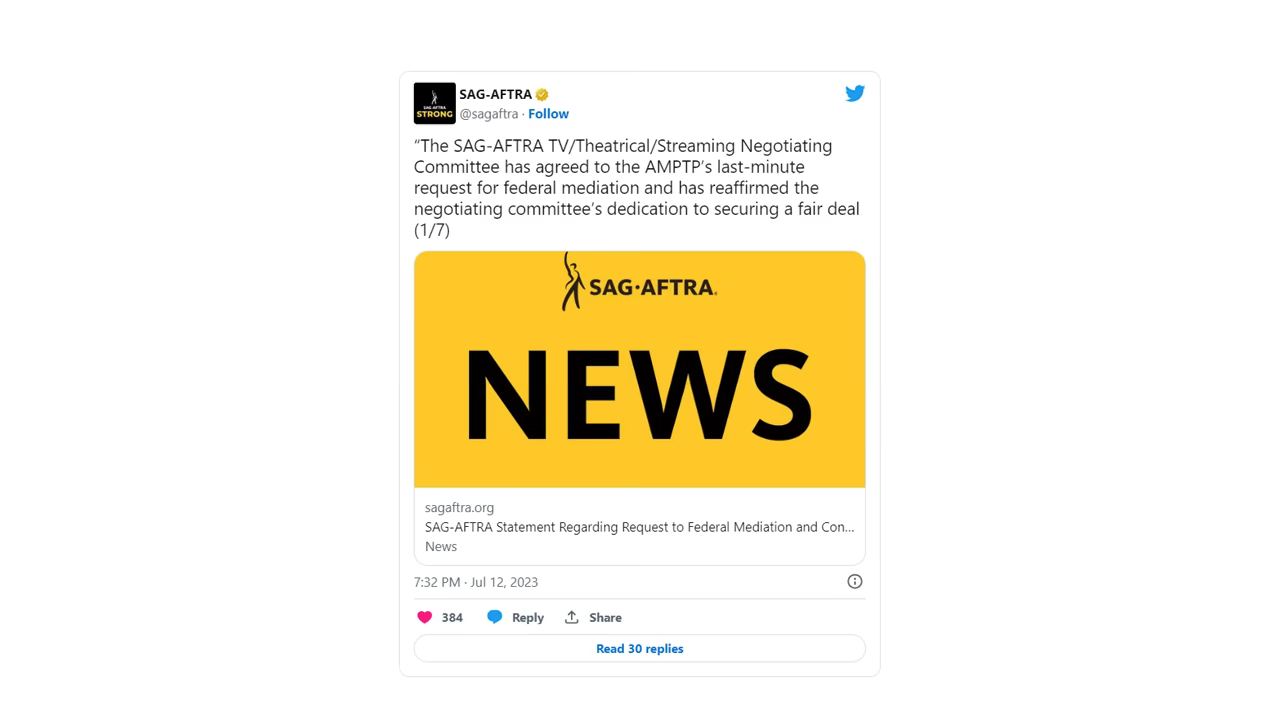 SAG-AFTRA
STRONG
SAG-AFTRA
@sagaftra · Follow
“The SAG-AFTRA TV/Theatrical/Streaming Negotiating
Committee has agreed to the AMPTP’s last-minute
request for federal mediation and has reaffirmed the
negotiating committee’s dedication to securing a fair deal
(1/7)
SAG·AFTRA®
NEWS
sagaftra.org
SAG-AFTRA Statement Regarding Request to Federal Mediation and Con...
News
7:32 PM · Jul 12, 2023
384 Reply Share
Read 30 replies